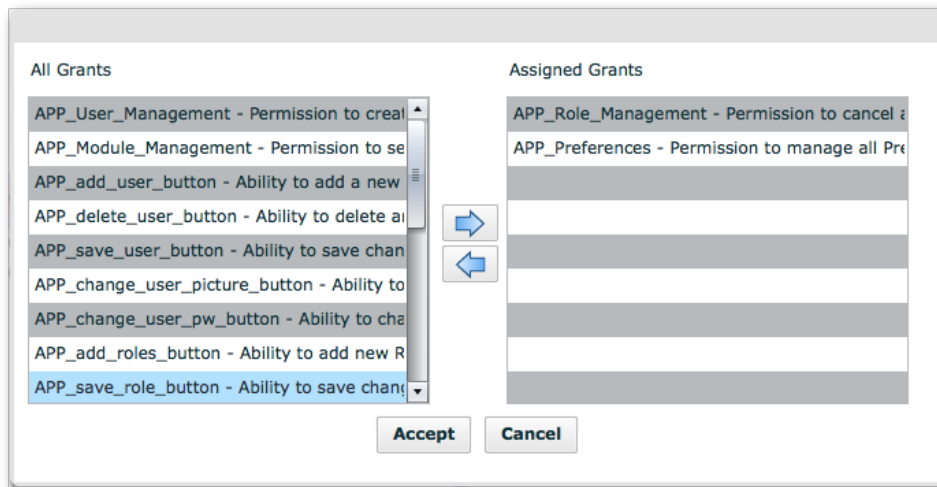 All Grants
APP_User_Management - Permission to creat
APP_Module_Management - Permission to se
APP_add_user_button - Ability to add a new
APP_delete_user_button - Ability to delete
APP_save_user_button - Ability to save chan
APP_change_user_picture_button - Ability to
APP_change_user_pw_button - Ability to cha
APP_add_roles_button - Ability to add new R
APP_save_role_button - Ability to save chang
Assigned Grants
APP_Role_Management - Permission to cancel
APP_Preferences - Permission to manage all Pre
Accept
Cancel